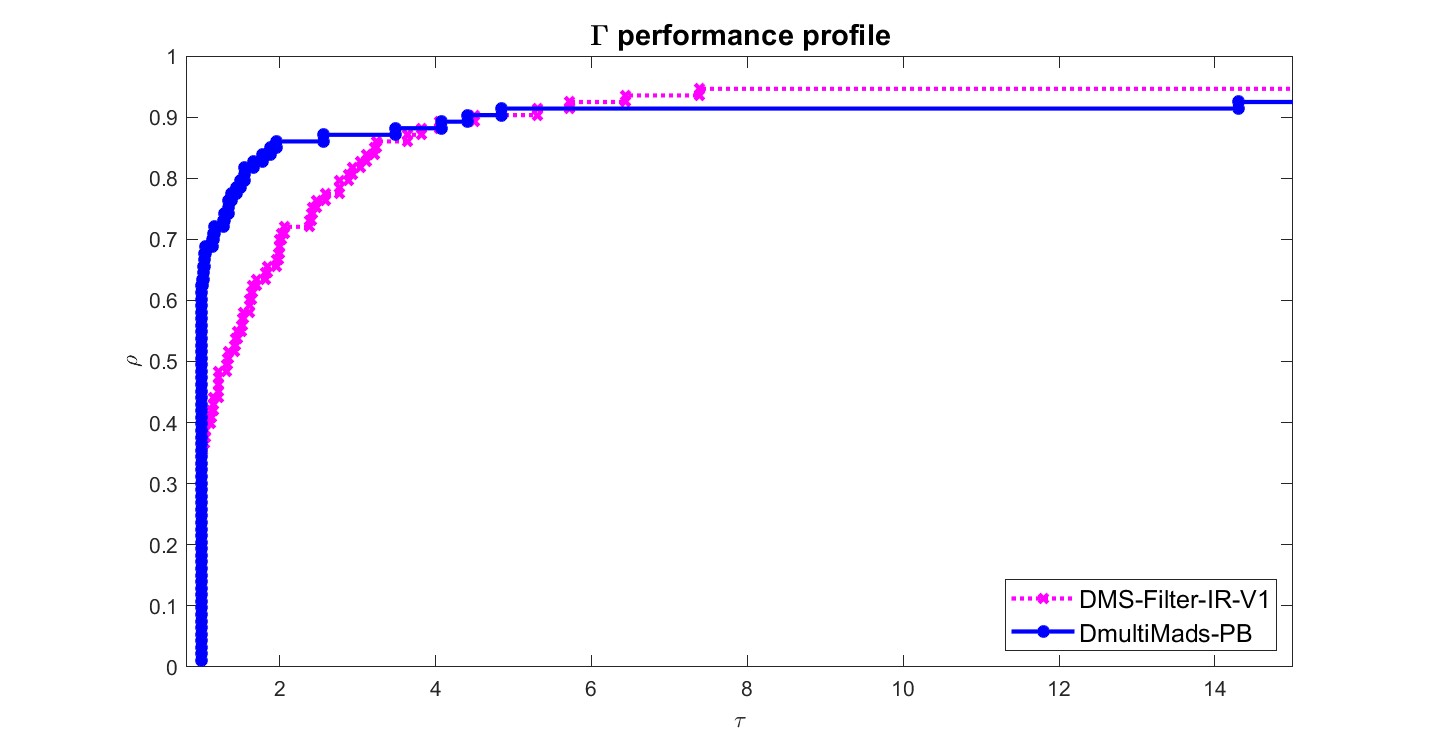 Γ performance profile
1
0.9
0.8
0.7
0.6
0.5
0.4
0.3
0.2
0.1
0
ρ
2 4 6 8 10 12 14
τ
DMS-Filter-IR-V1
DmultiMads-PB